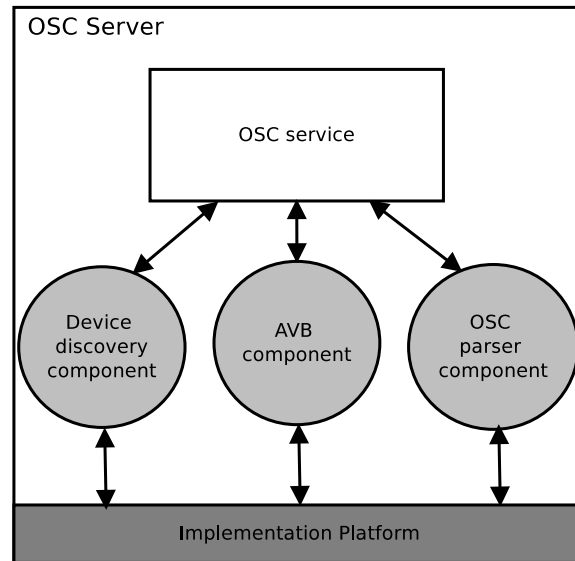 OSC Server
OSC service
Device
discovery
component
AVB
component
OSC
parser
component
Implementation Platform